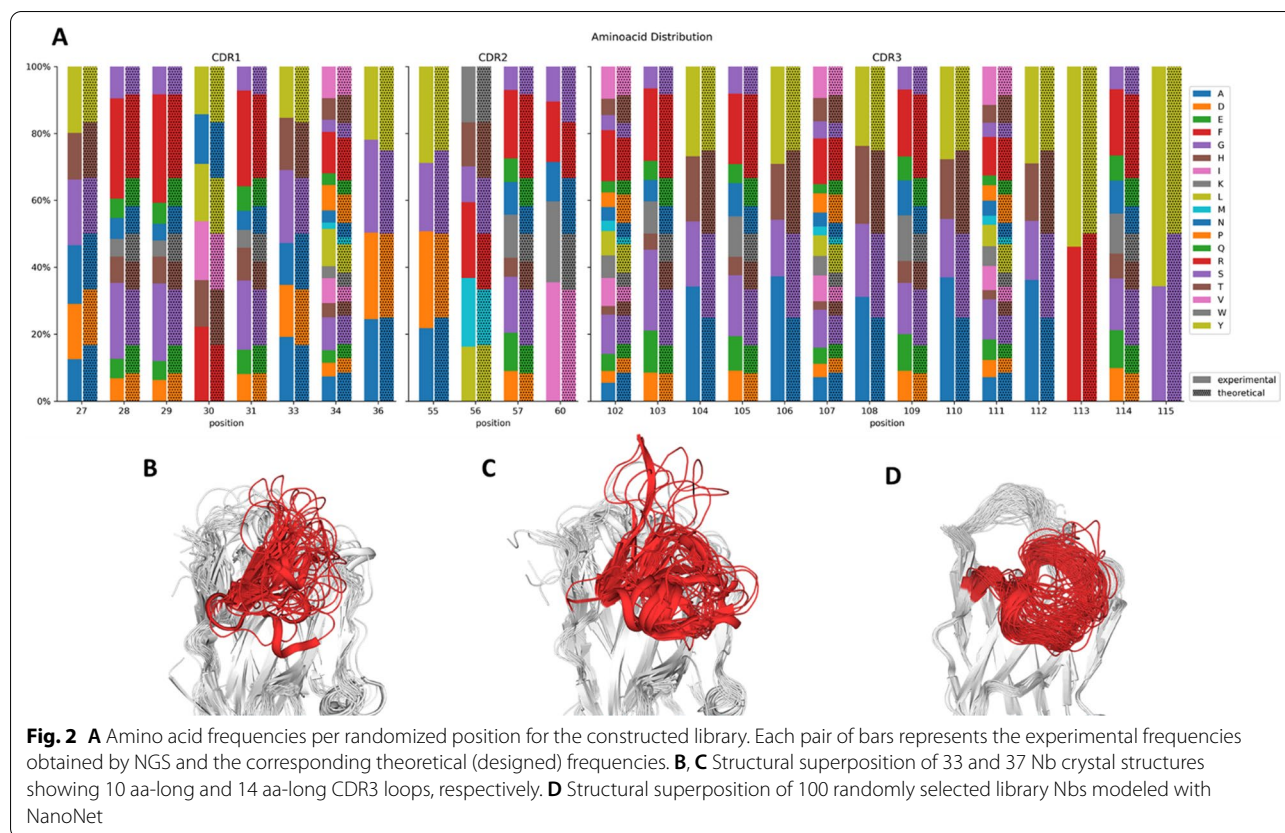 A
Aminoacid Distribution
CDR1 CDR2 CDR3
100%
80%
60%
40%
20%
0%
27 28 29 30 31 33 34 36 55 56 57 60 102 103 104 105 106 107 108 109 110 111 112 113 114 115
position position position
A
D
E
F
G
H
I
K
L
M
N
P
Q
R
S
T
V
W
Y
experimental
theoretical
B C D
Fig. 2 A Amino acid frequencies per randomized position for the constructed library. Each pair of bars represents the experimental frequencies
obtained by NGS and the corresponding theoretical (designed) frequencies. B, C Structural superposition of 33 and 37 Nb crystal structures
showing 10 aa-long and 14 aa-long CDR3 loops, respectively. D Structural superposition of 100 randomly selected library Nbs modeled with
NanoNet